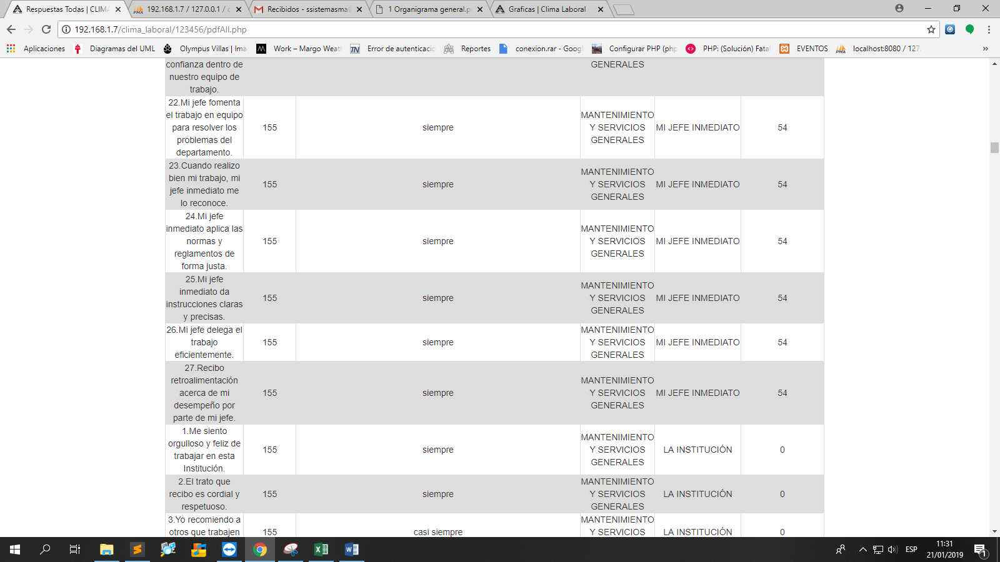 Respuestas Todas | CLIMA
192.168.1.7 / 127.0.0.1 / c
Recibidos - ssistemasma
1 Organigrama general.p
Graficas | Clima Laboral
192.168.1.7/clima_laboral/123456/pdfAll.php
Aplicaciones
Diagramas del UML
Olympus Villas | Ima
Work – Margo Weat
Error de autenticacio
Reportes
conexion.rar - Googl
Configurar PHP (php
PHP: (Solución) Fatal
EVENTOS
localhost:8080 / 127.
»
confianza dentro de
nuestro equipo de
trabajo.
GENERALES
22.Mi jefe fomenta
el trabajo en equipo
para resolver los
problemas del
departamento.
155
siempre
MANTENIMIENTO
Y SERVICIOS
GENERALES
MI JEFE INMEDIATO
54
23.Cuando realizo
bien mi trabajo, mi
jefe inmediato me
lo reconoce.
155
siempre
MANTENIMIENTO
Y SERVICIOS
GENERALES
MI JEFE INMEDIATO
54
24.Mi jefe
inmediato aplica las
normas y
reglamentos de
forma justa.
155
siempre
MANTENIMIENTO
Y SERVICIOS
GENERALES
MI JEFE INMEDIATO
54
25.Mi jefe
inmediato da
instrucciones claras
y precisas.
155
siempre
MANTENIMIENTO
Y SERVICIOS
GENERALES
MI JEFE INMEDIATO
54
26.Mi jefe delega el
trabajo
eficientemente.
155
siempre
MANTENIMIENTO
Y SERVICIOS
GENERALES
MI JEFE INMEDIATO
54
27.Recibo
retroalimentación
acerca de mi
desempeño por
parte de mi jefe.
155
siempre
MANTENIMIENTO
Y SERVICIOS
GENERALES
MI JEFE INMEDIATO
54
1.Me siento
orgulloso y feliz de
trabajar en esta
Institución.
155
siempre
MANTENIMIENTO
Y SERVICIOS
GENERALES
LA INSTITUCIÓN
0
2.El trato que
recibo es cordial y
respetuoso.
155
siempre
MANTENIMIENTO
Y SERVICIOS
GENERALES
LA INSTITUCIÓN
0
3.Yo recomiendo a
otros que trabajen
155
casi siempre
MANTENIMIENTO
Y SERVICIOS
LA INSTITUCIÓN
0
ESP
11:31
21/01/2019
1